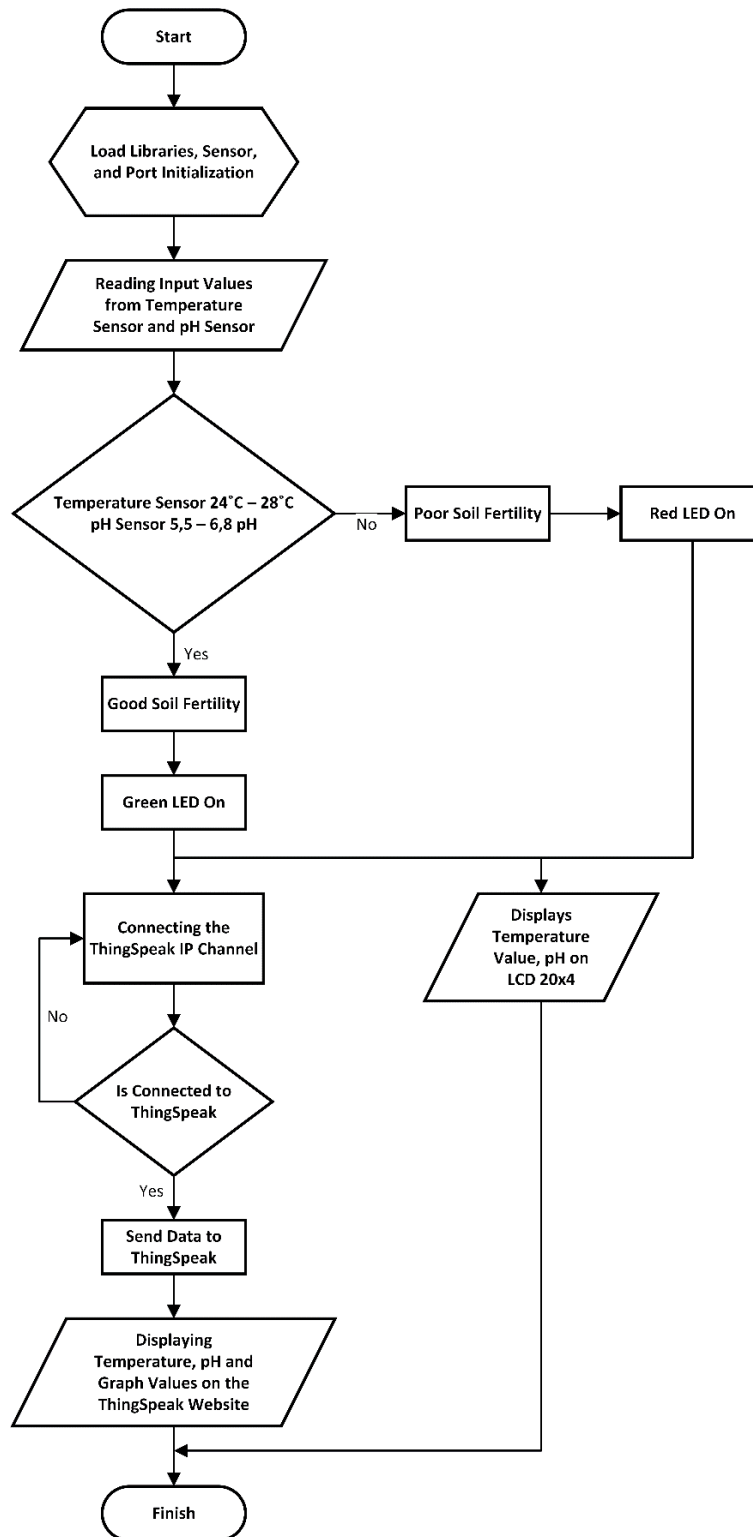 Start
Load Libraries, Sensor,
and Port Initialization
Reading Input Values
from Temperature
Sensor and pH Sensor
Temperature Sensor 24˚C – 28˚C
pH Sensor 5,5 – 6,8 pH
No
Poor Soil Fertility
Red LED On
Yes
Good Soil Fertility
Green LED On
Connecting the
ThingSpeak IP Channel
Displays
Temperature
Value, pH on
LCD 20x4
No
Is Connected to
ThingSpeak
Yes
Send Data to
ThingSpeak
Displaying
Temperature, pH and
Graph Values on the
ThingSpeak Website
Finish